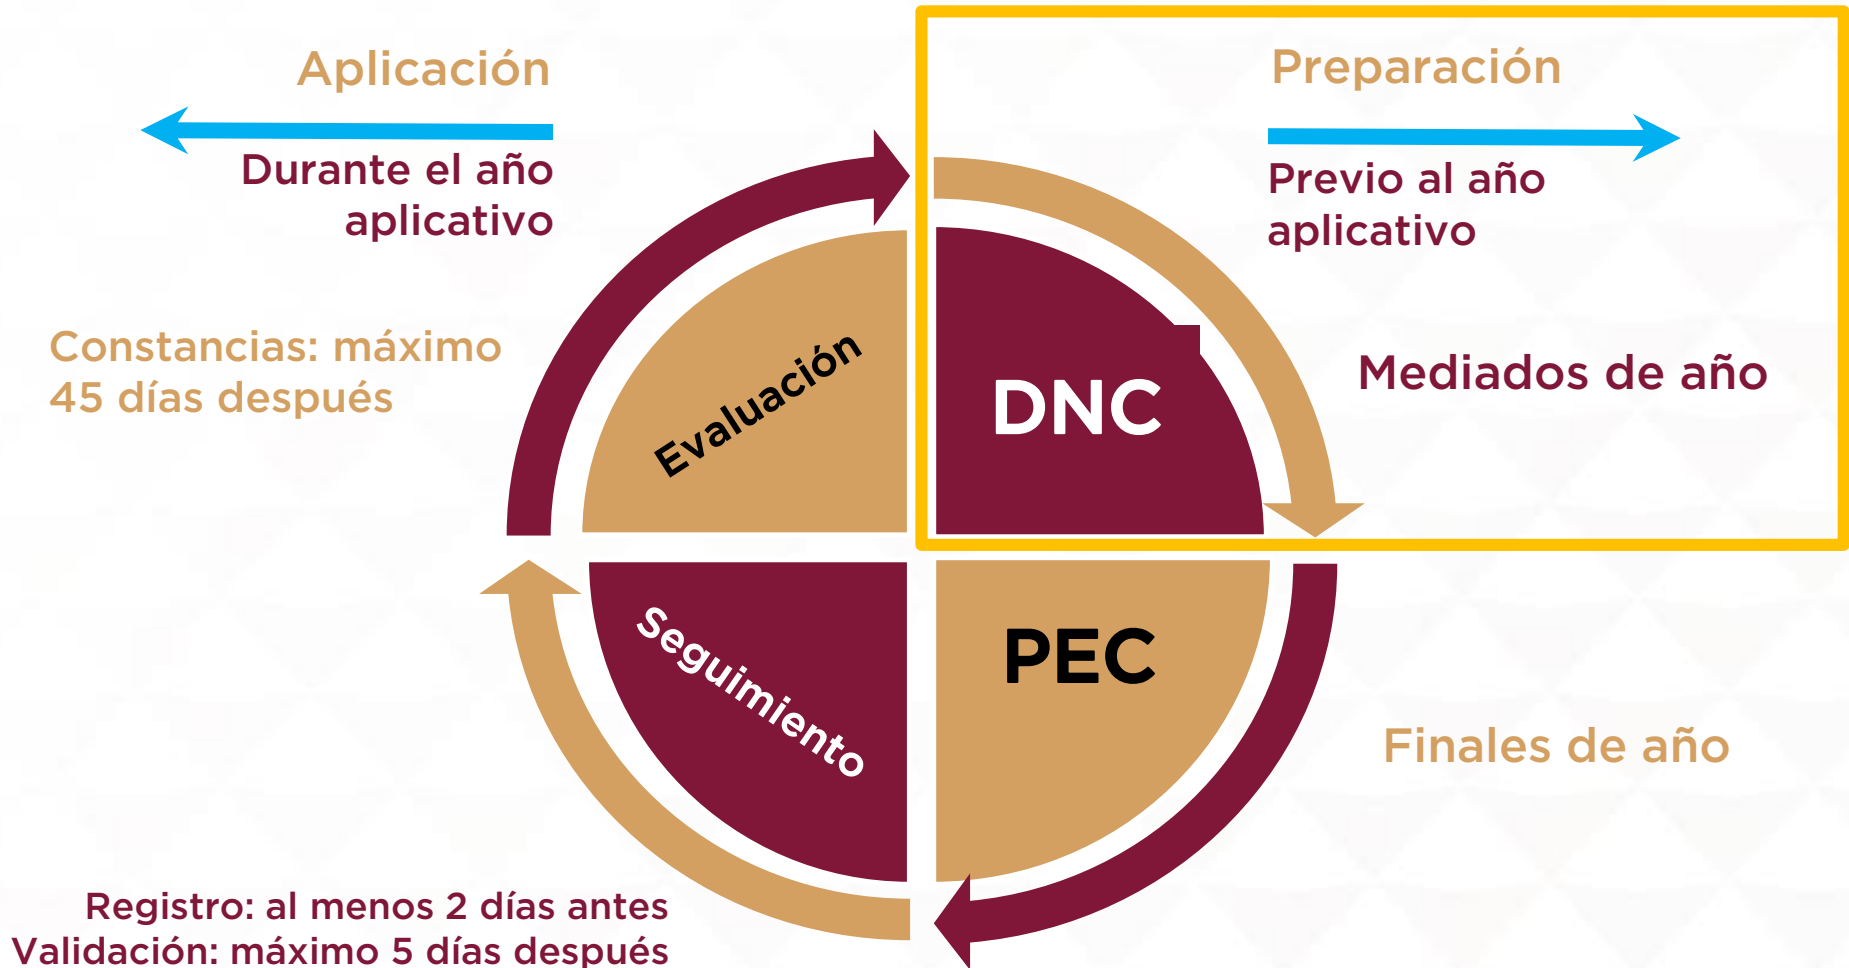 Aplicación
Durante el año
aplicativo
Preparación
Previo al año
aplicativo
Constancias: máximo
45 días después
Evaluación
DNC
Mediados de año
Seguimiento
PEC
Finales de año
Registro: al menos 2 días antes
Validación: máximo 5 días después